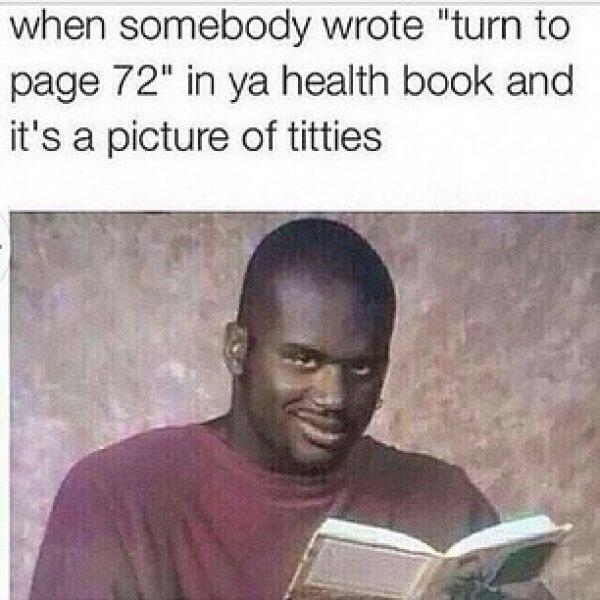 when somebody wrote "turn to
page 72" in ya health book and
it's a picture of titties